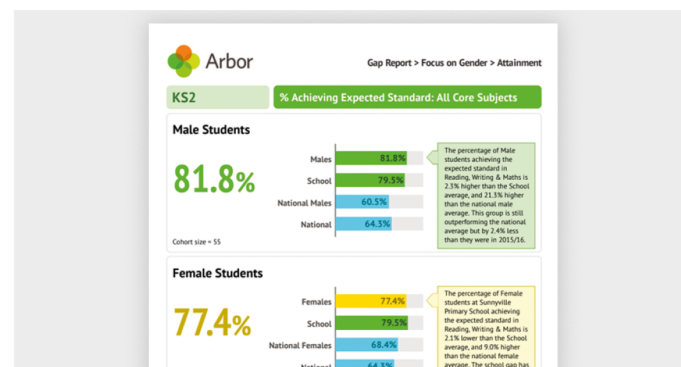 Arbor
Gap Report > Focus on Gender > Attainment
KS2
% Achieving Expected Standard: All Core Subjects
Male Students
81.8%
Males 81.8%
School 79.5%
National Males 60.5%
National 64.3%
Cohort size = 55
The percentage of Male
students achieving the
expected standard in
Reading, Writing & Maths is
2.3% higher than the School
average, and 21.3% higher
than the national male
average. This group is still
outperforming the national
average but by 2.4% less
than they were in 2015/16.
Female Students
77.4%
Females 77.4%
School 79.5%
National Females 68.4%
National 64.3%
The percentage of Female
students at Sunnyville
Primary School achieving
the expected standard in
Reading, Writing & Maths is
2.1% lower than the School
average, and 9.0% higher
than the national female
average. The school gap has